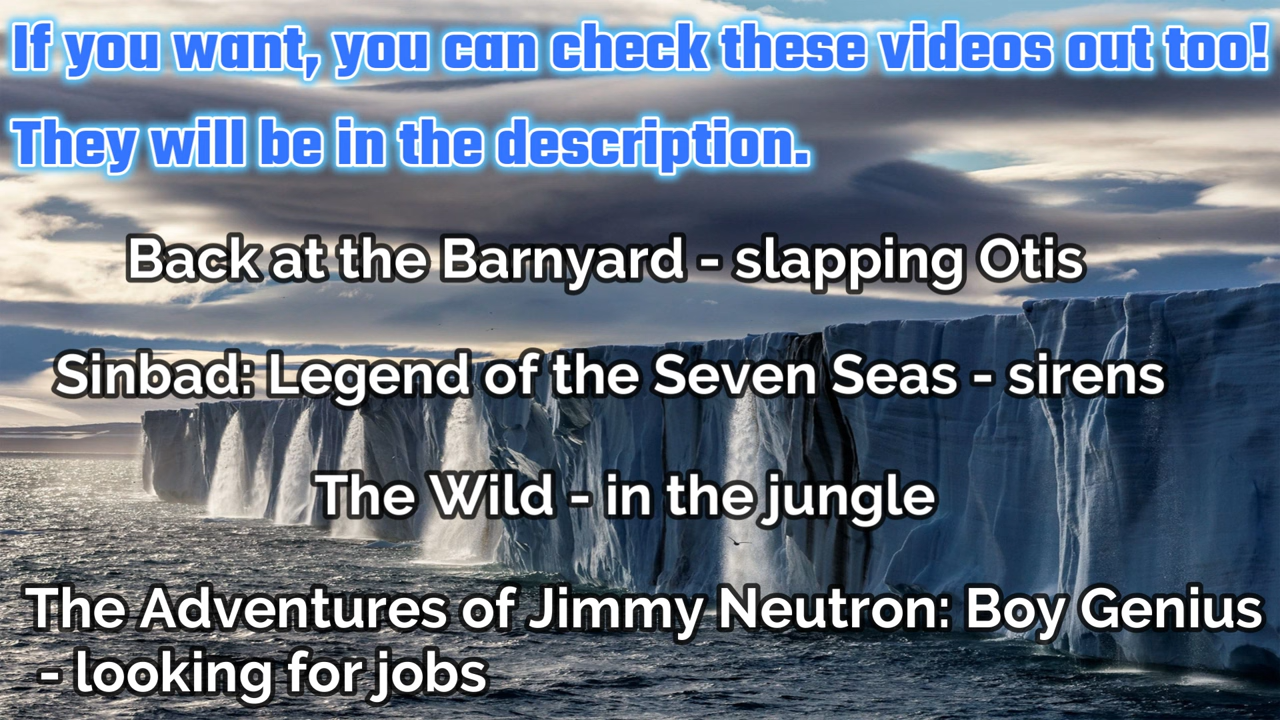 If you want, you can check these videos out too!
They will be in the description.
Back at the Barnyard - slapping Otis
Sinbad: Legend of the Seven Seas - sirens
The Wild - in the jungle
The Adventures of Jimmy Neutron: Boy Genius
- looking for jobs